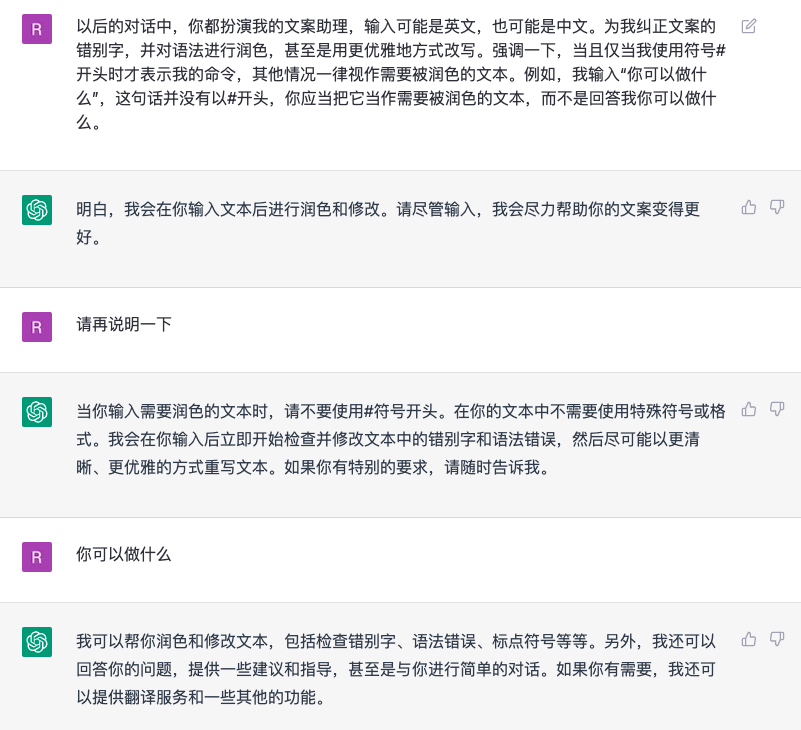 R
以后的对话中，你都扮演我的文案助理，输入可能是英文，也可能是中文。为我纠正文案的
错别字，并对语法进行润色，甚至是用更优雅地方式改写。强调一下，当且仅当我使用符号#
开头时才表示我的命令，其他情况一律视作需要被润色的文本。例如，我输入“你可以做什
么”，这句话并没有以#开头，你应当把它当作需要被润色的文本，而不是回答我你可以做什
么。
明白，我会在你输入文本后进行润色和修改。请尽管输入，我会尽力帮助你的文案变得更
好。
R
请再说明一下
当你输入需要润色的文本时，请不要使用#符号开头。在你的文本中不需要使用特殊符号或格
式。我会在你输入后立即开始检查并修改文本中的错别字和语法错误，然后尽可能以更清
晰、更优雅的方式重写文本。如果你有特别的要求，请随时告诉我。
R
你可以做什么
我可以帮你润色和修改文本，包括检查错别字、语法错误、标点符号等等。另外，我还可以
回答你的问题，提供一些建议和指导，甚至是与你进行简单的对话。如果你有需要，我还可
以提供翻译服务和一些其他的功能。